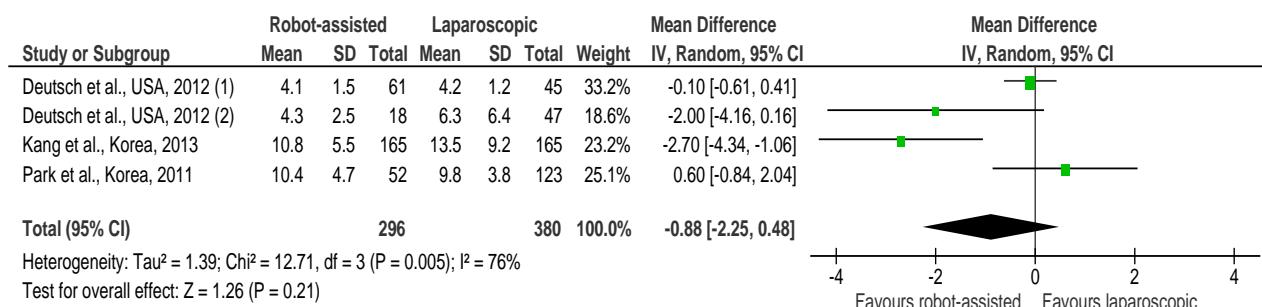 Robot-assisted Laparoscopic Mean Difference Mean Difference
Study or Subgroup Mean SD Total Mean SD Total Weight IV, Random, 95% CI IV, Random, 95% CI
Deutsch et al., USA, 2012 (1) 4.1 1.5 61 4.2 1.2 45 33.2% -0.10 [-0.61, 0.41]
Deutsch et al., USA, 2012 (2) 4.3 2.5 18 6.3 6.4 47 18.6% -2.00 [-4.16, 0.16]
Kang et al., Korea, 2013 10.8 5.5 165 13.5 9.2 165 23.2% -2.70 [-4.34, -1.06]
Park et al., Korea, 2011 10.4 4.7 52 9.8 3.8 123 25.1% 0.60 [-0.84, 2.04]
Total (95% CI) 296 380 100.0% -0.88 [-2.25, 0.48]
Heterogeneity: Tau² = 1.39; Chi² = 12.71, df = 3 (P = 0.005); I² = 76%
Test for overall effect: Z = 1.26 (P = 0.21)
-4 -2 0 2 4
Favours robot-assisted Favours laparoscopic